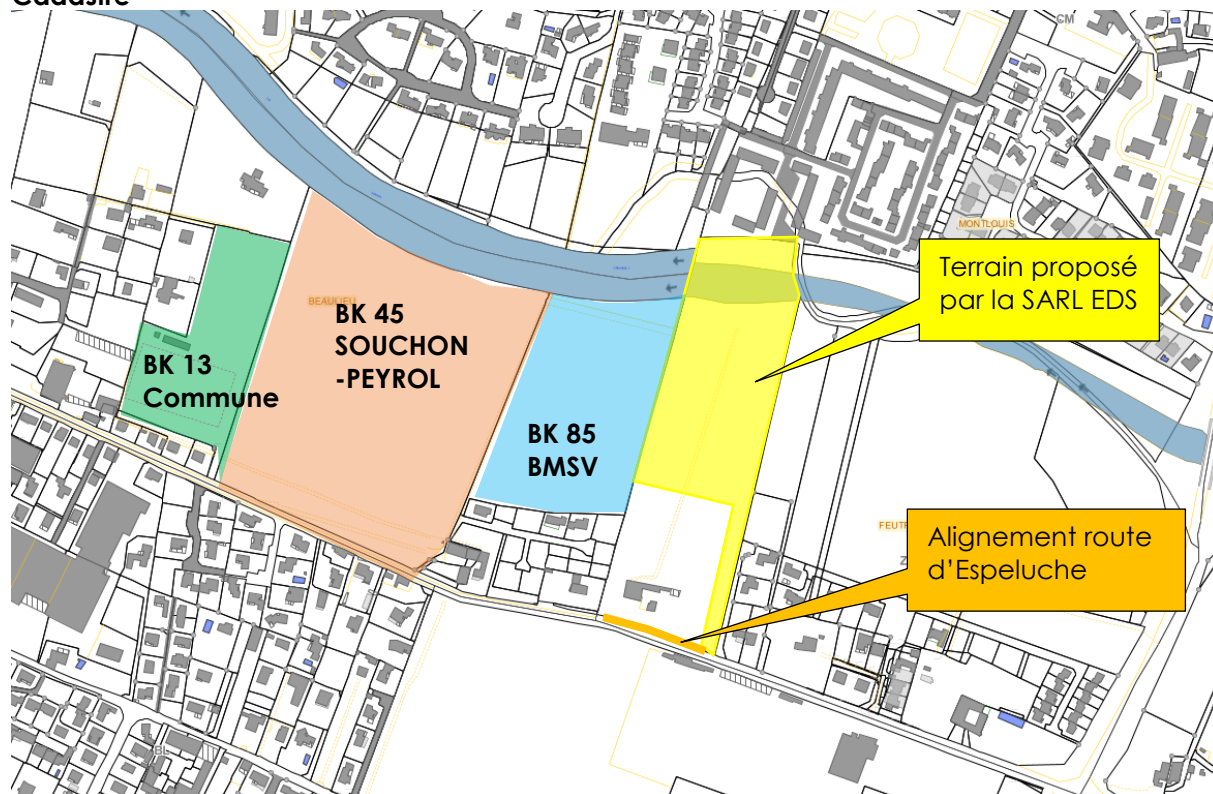 Cadastre
CM
MONTLOUIS
Terrain proposé
par la SARL EDS
BEAULIEU
BK 45
SOUCHON
-PEYROL
BK 13
Commune
BK 85
BMSV
Alignement route
d'Espeluche
BL